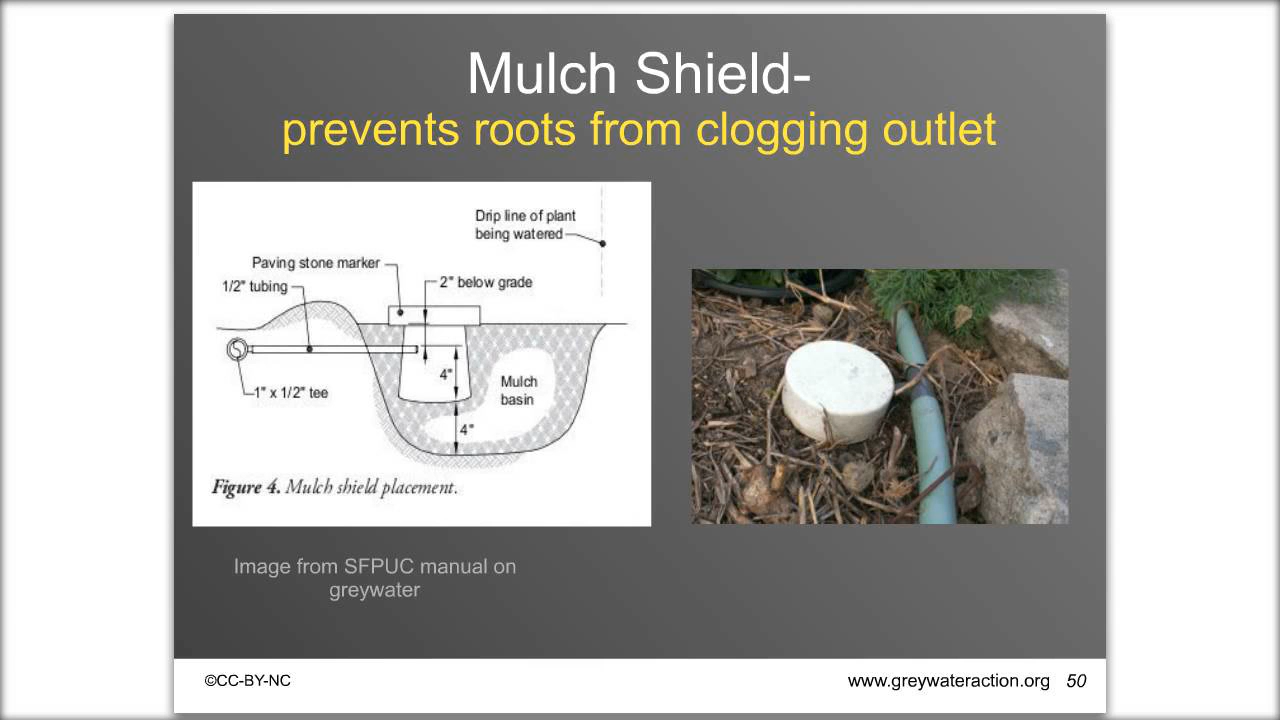 Mulch Shield-
prevents roots from clogging outlet
Drip line of plant
being watered
Paving stone marker
1/2" tubing
2" below grade
4"
Mulch
basin
1" x 1/2" tee
4"
Figure 4. Mulch shield placement.
Image from SFPUC manual on
greywater
©CC-BY-NC
www.greywateraction.org 50